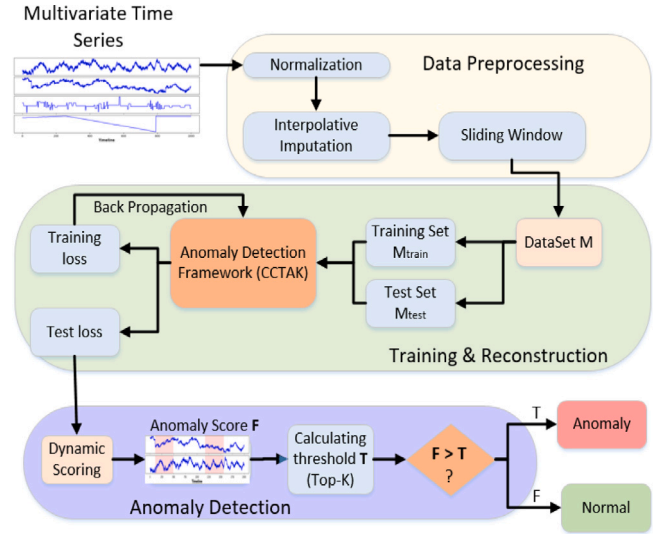 Multivariate Time
Series
Timeline
Data Preprocessing
Normalization
Interpolative
Imputation
Sliding Window
Back Propagation
Training
loss
Anomaly Detection
Framework (CCTAK)
Training Set
Mtrain
DataSet M
Test Set
Mtest
Test loss
Training & Reconstruction
Dynamic
Scoring
Anomaly Score F
Calculating
threshold T
(Top-K)
F > T
?
T
Anomaly
F
Normal
Anomaly Detection